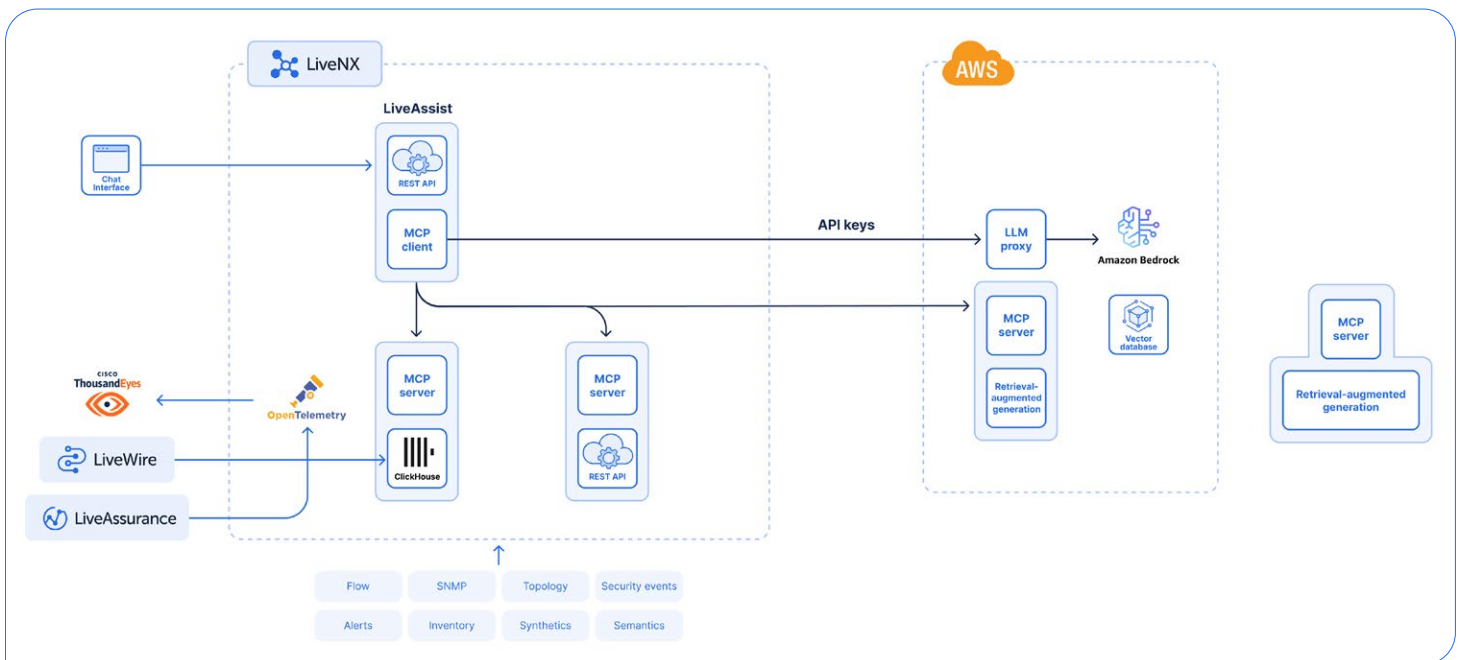 LiveNX
AWS
LiveAssist
REST API
Chat
Interface
MCP
client
API keys
LLM
proxy
Amazon Bedrock
MCP
server
Vector
database
MCP
server
MCP
server
MCP
server
Retrieval-
augmented
generation
Retrieval-augmented
generation
CISCO
ThousandEyes
OpenTelemetry
LiveWire
ClickHouse
REST API
LiveAssurance
Flow
SNMP
Topology
Security events
Alerts
Inventory
Synthetics
Semantics